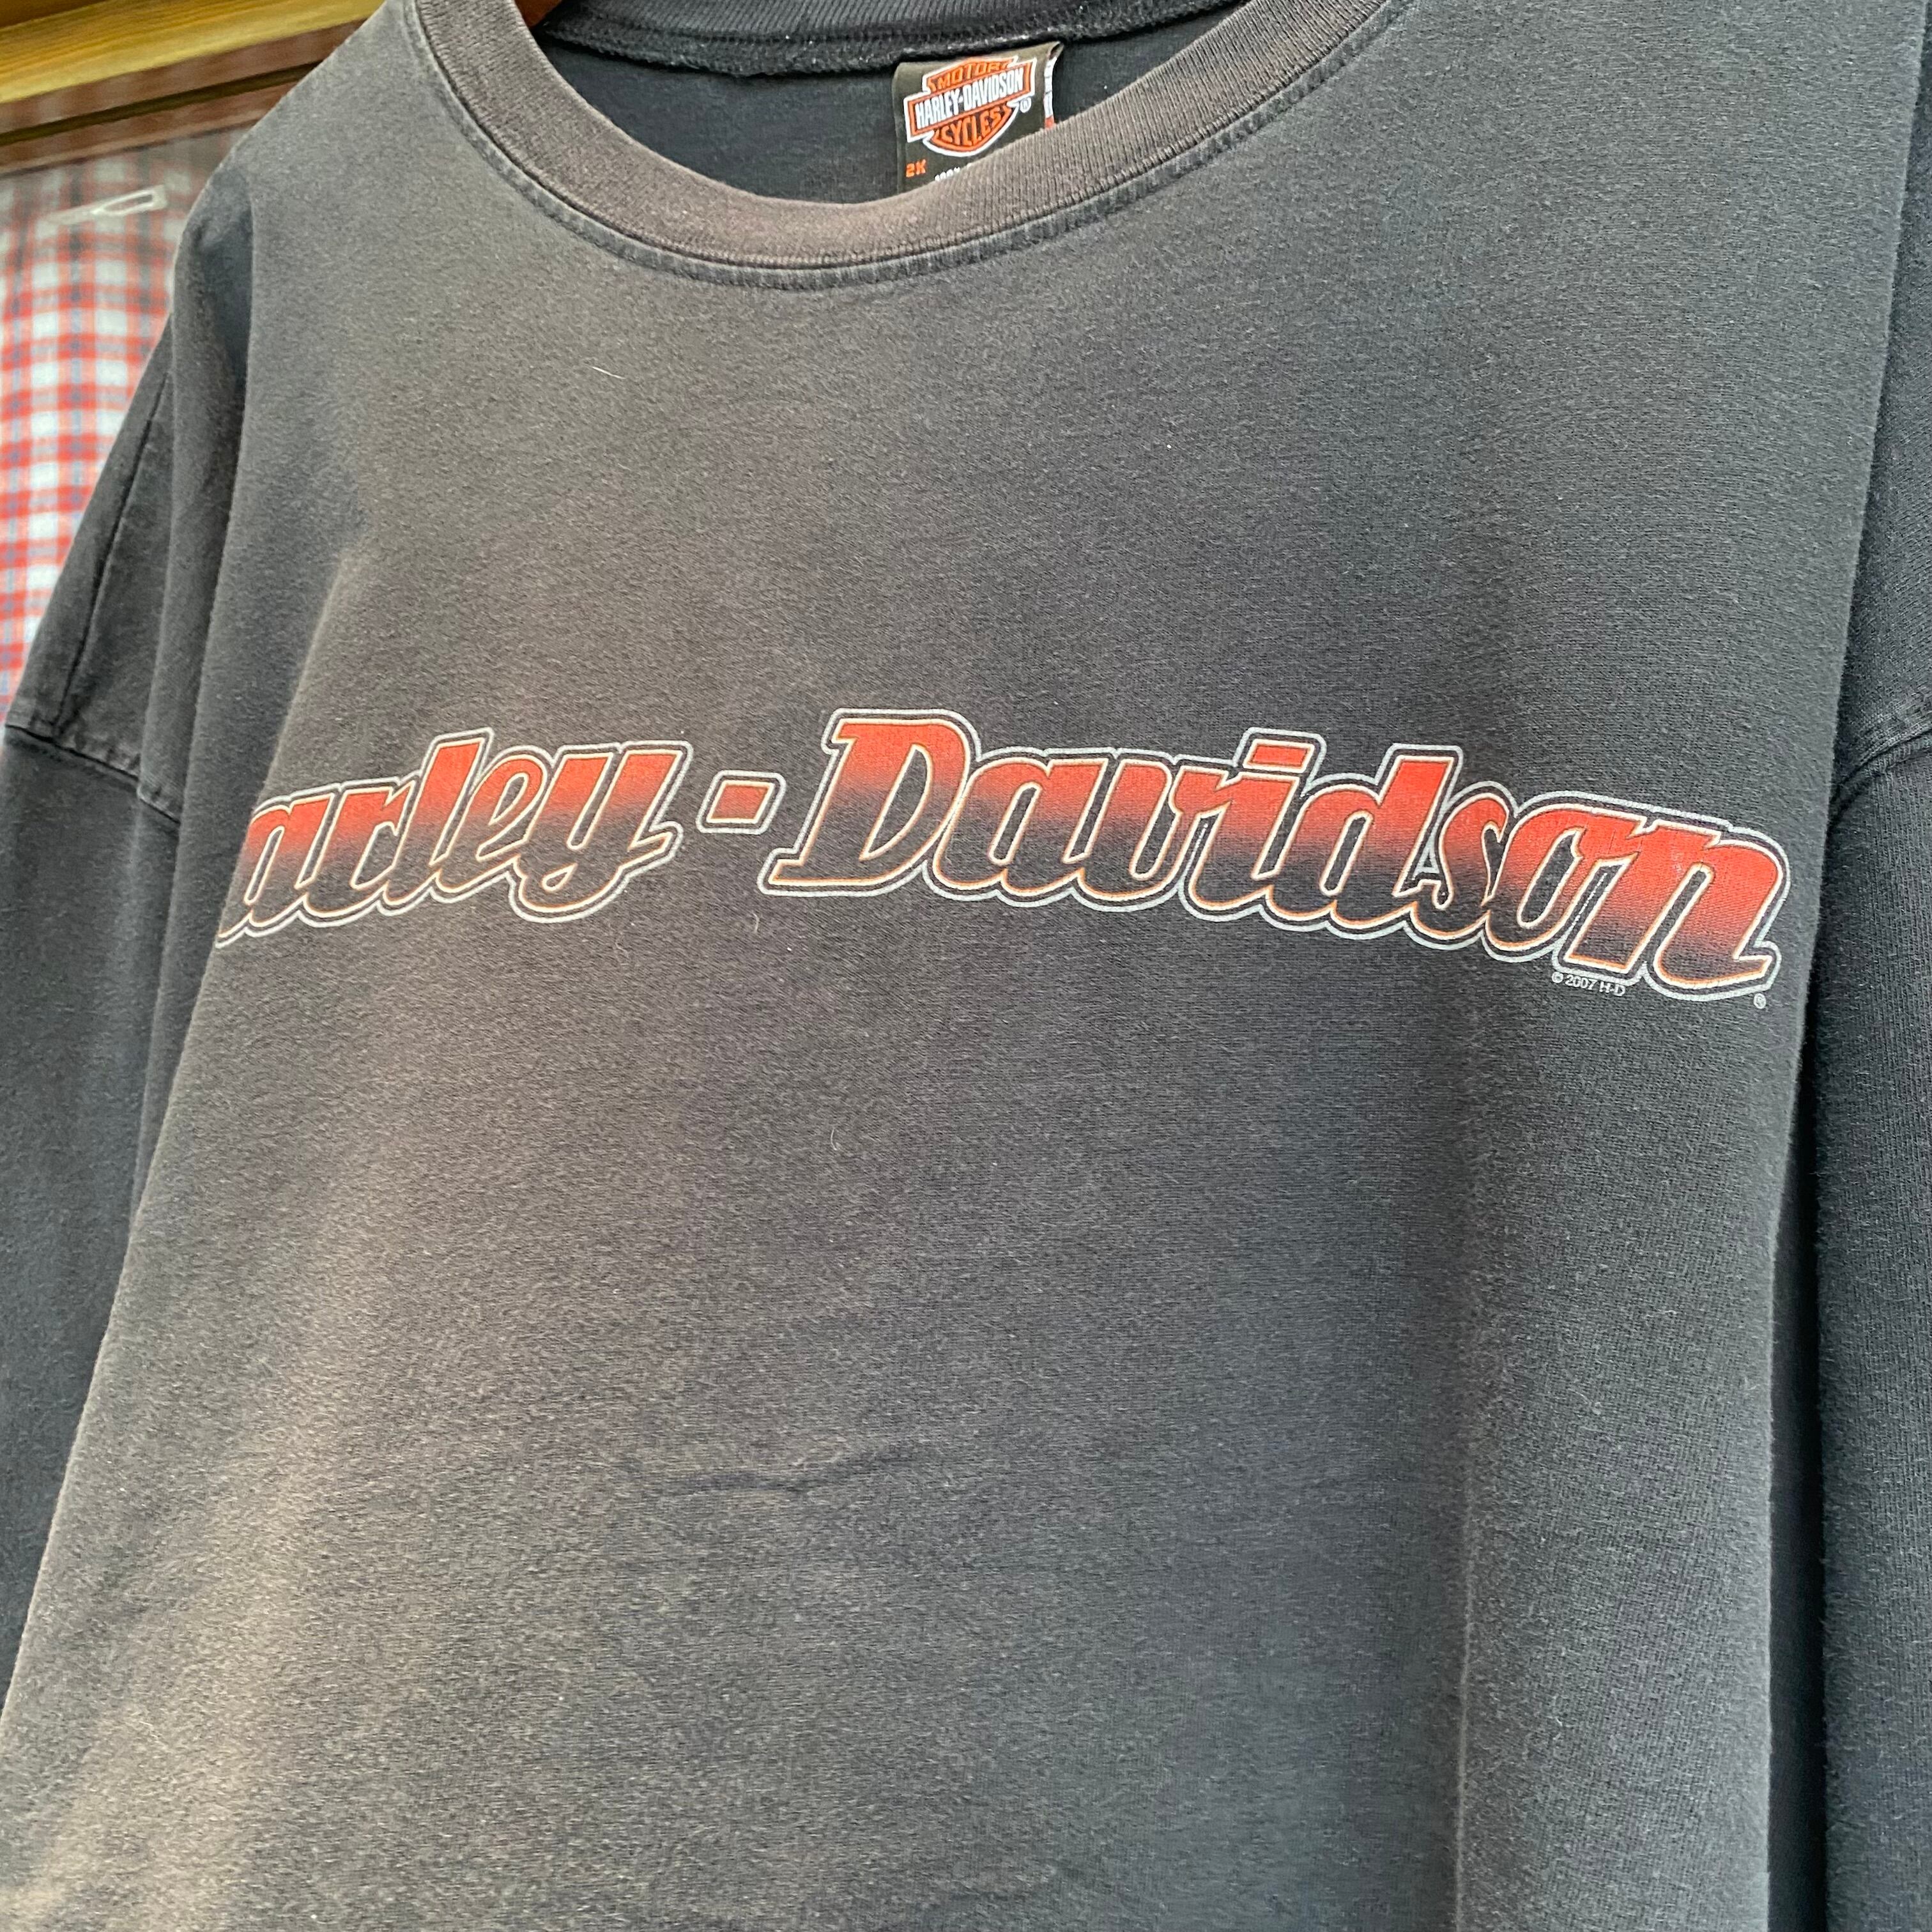 MOTOR
HARLEY-DAVIDSON®
CYCLES
2X
arley-Davidson®
© 2007 H-D